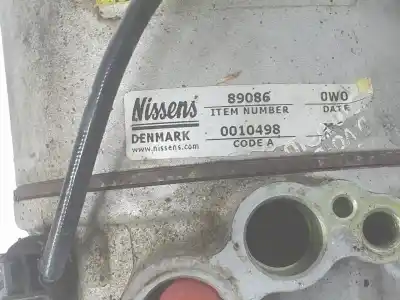 Nissens 89086 0W0
ITEM NUMBER DATE
DENMARK 0010498
www.nissens.com CODE A